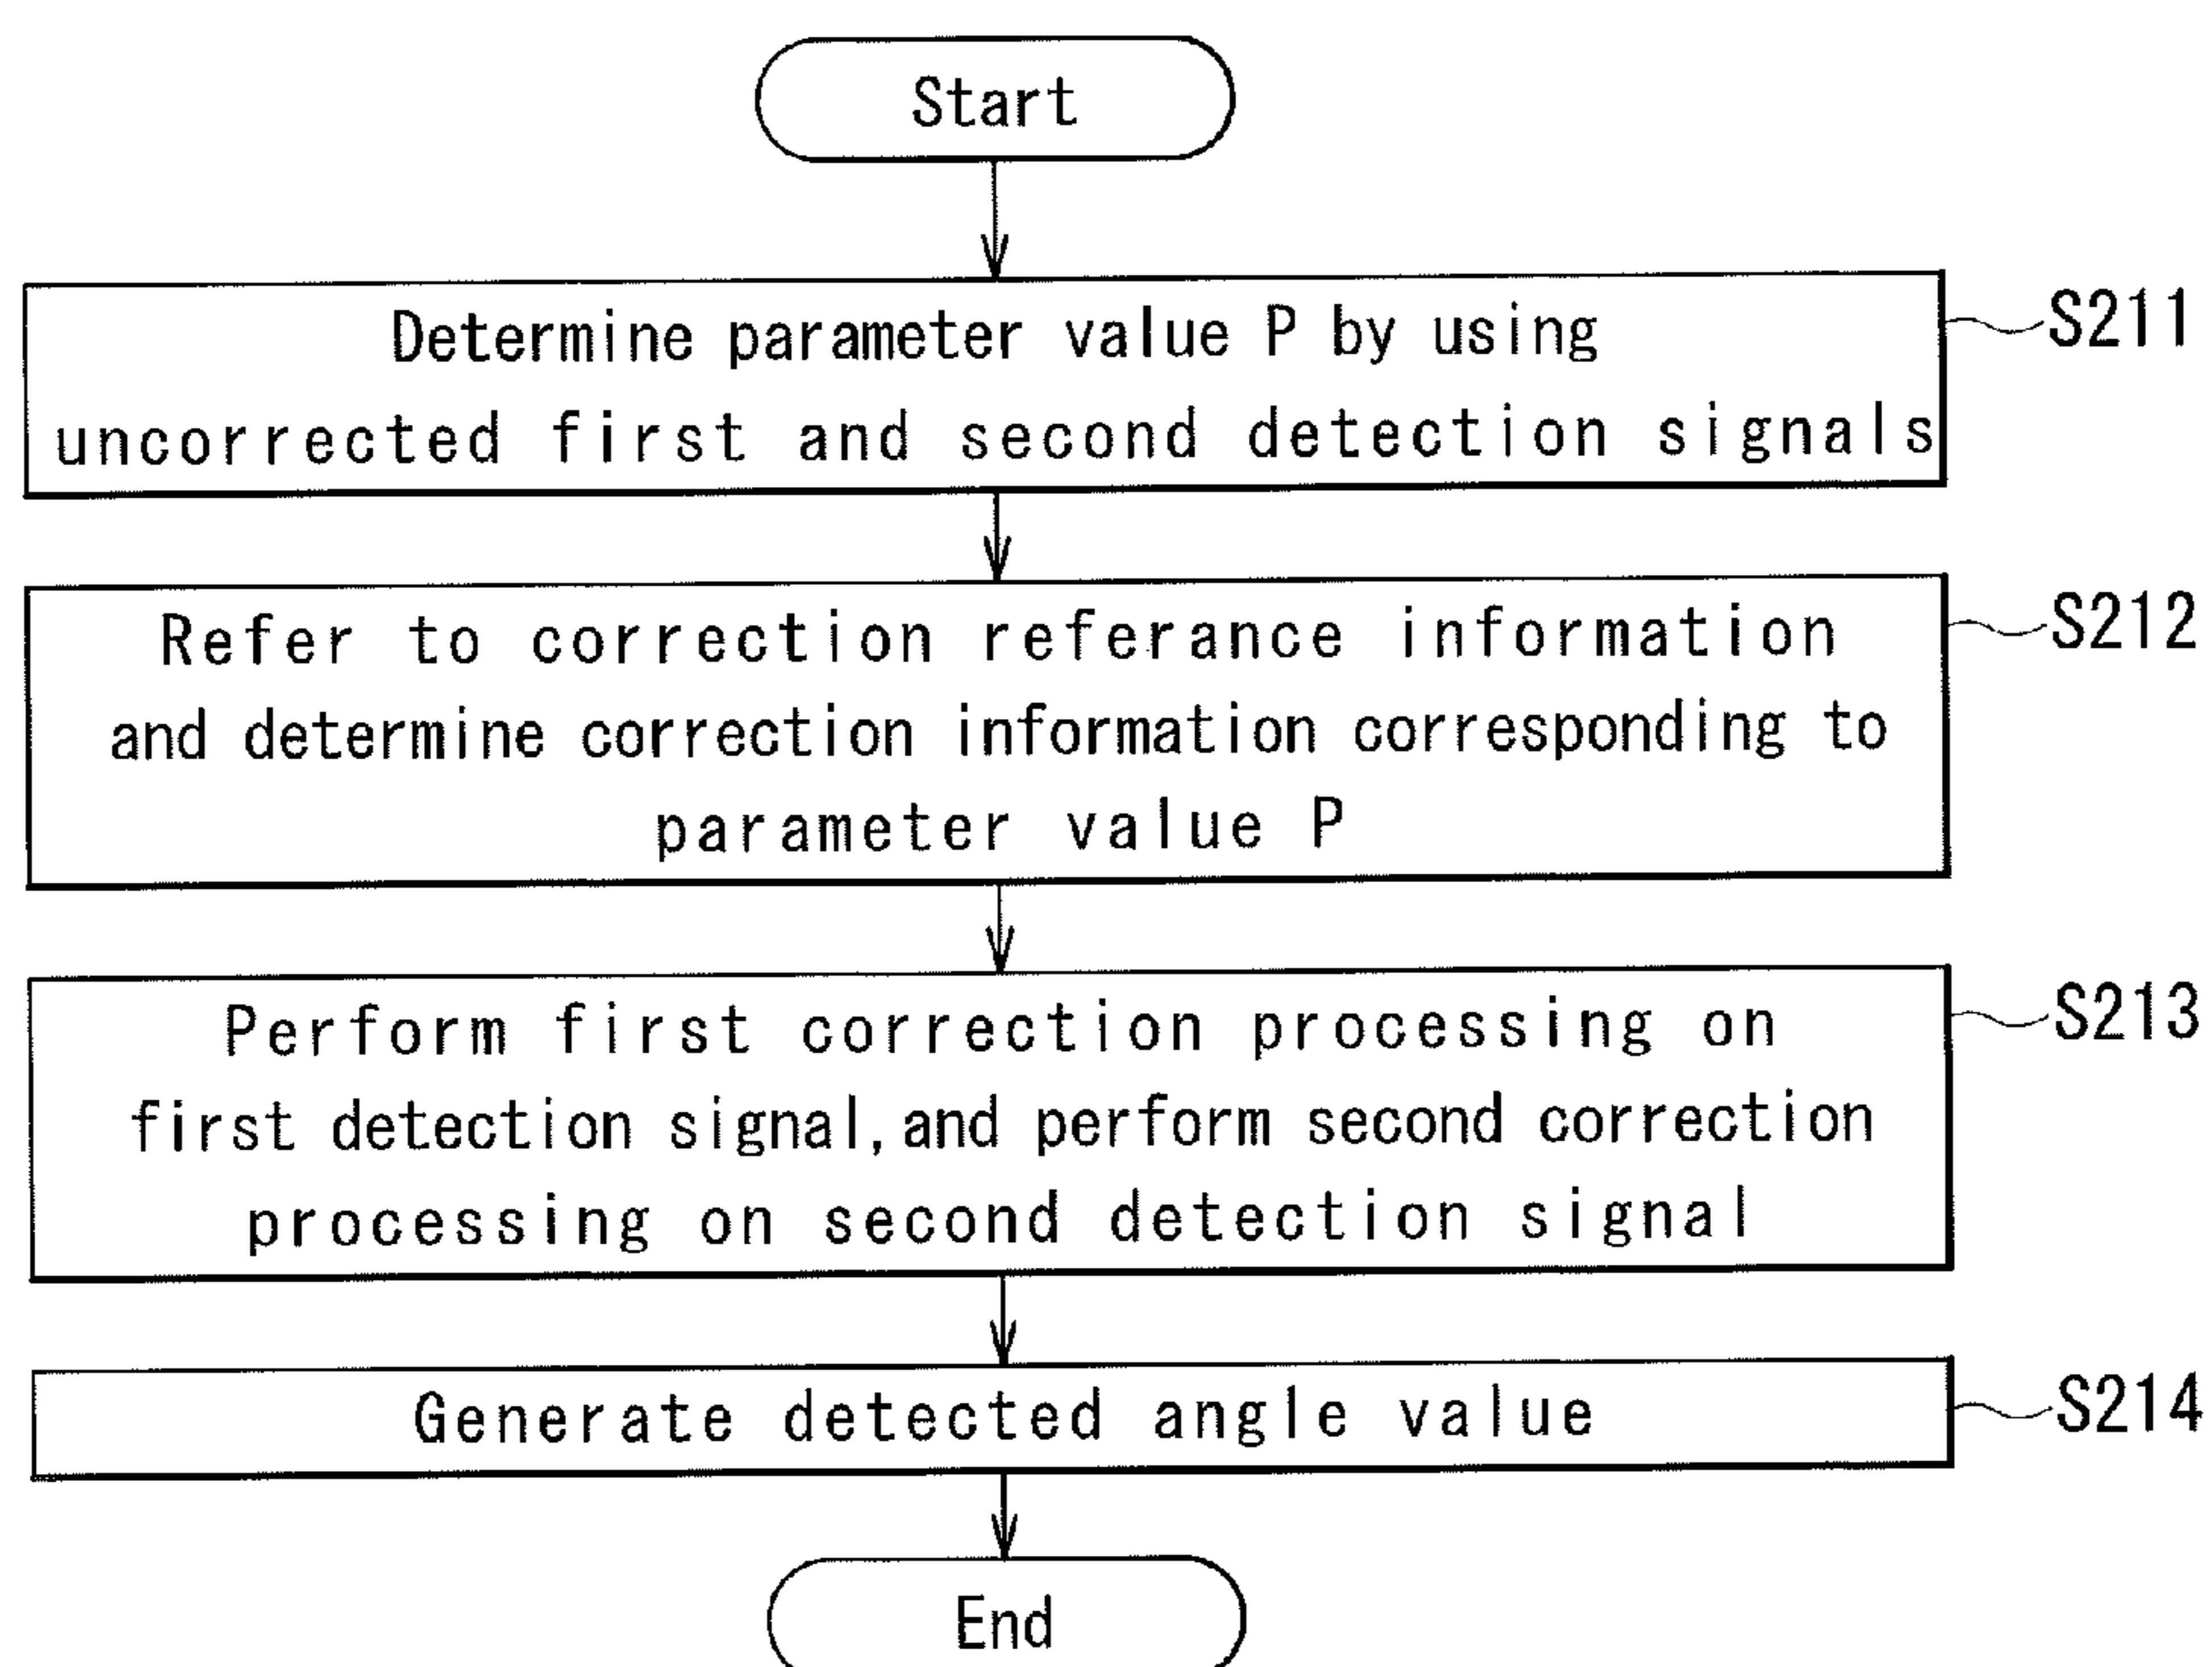 Start
Determine parameter value P by using
uncorrected first and second detection signals
S211
Refer to correction referance information
and determine correction information corresponding to
parameter value P
S212
Perform first correction processing on
first detection signal, and perform second correction
processing on second detection signal
S213
Generate detected angle value
S214
End